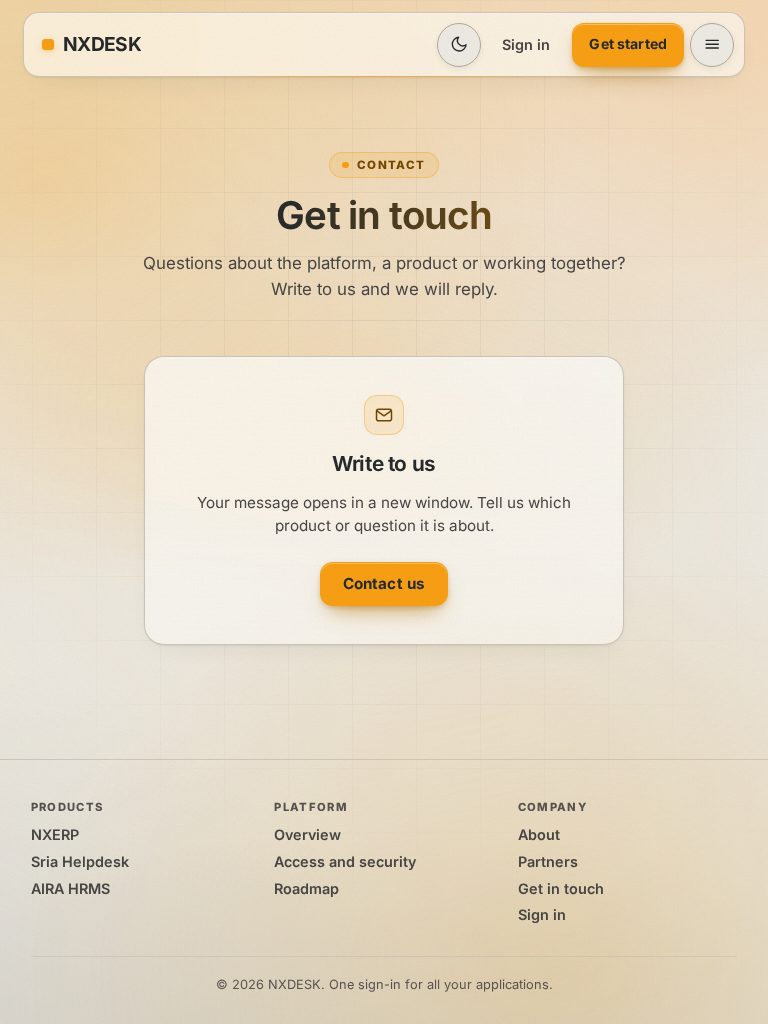 NXDESK
Sign in
Get started
CONTACT
Get in touch
Questions about the platform, a product or working together?
Write to us and we will reply.
Write to us
Your message opens in a new window. Tell us which
product or question it is about.
Contact us
PRODUCTS
NXERP
Sria Helpdesk
AIRA HRMS
PLATFORM
Overview
Access and security
Roadmap
COMPANY
About
Partners
Get in touch
Sign in
© 2026 NXDESK. One sign-in for all your applications.